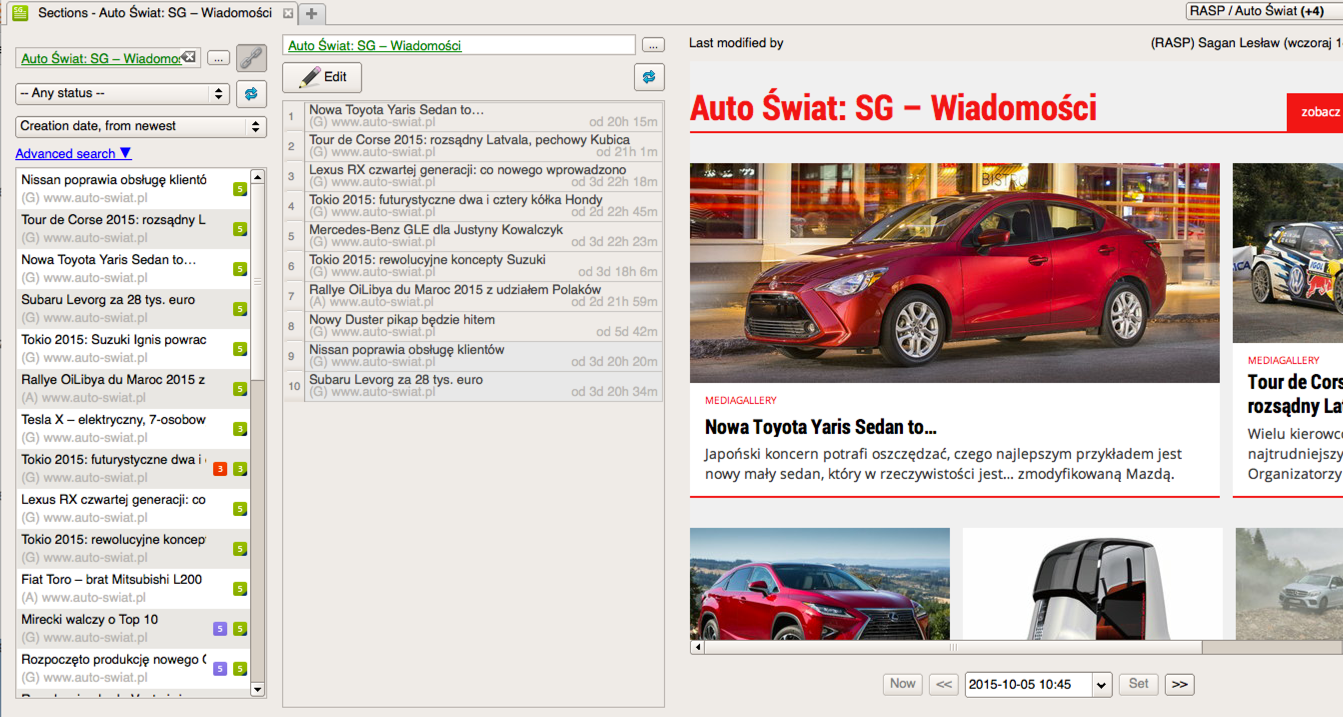 SG
Sections - Auto Świat: SG – Wiadomości
RASP / Auto Świat (+4)
Auto Świat: SG – Wiadomoś
...
-- Any status --
Creation date, from newest
Advanced search ▼
Nissan poprawia obsługę klientó
(G) www.auto-swiat.pl
5
Tour de Corse 2015: rozsądny L
(G) www.auto-swiat.pl
5
Nowa Toyota Yaris Sedan to…
(G) www.auto-swiat.pl
5
Subaru Levorg za 28 tys. euro
(G) www.auto-swiat.pl
5
Tokio 2015: Suzuki Ignis powrac
(G) www.auto-swiat.pl
5
Rallye OiLibya du Maroc 2015 z
(A) www.auto-swiat.pl
5
Tesla X – elektryczny, 7-osobow
(G) www.auto-swiat.pl
3
Tokio 2015: futurystyczne dwa i
(G) www.auto-swiat.pl
3 3
Lexus RX czwartej generacji: co
(G) www.auto-swiat.pl
5
Tokio 2015: rewolucyjne koncep
(G) www.auto-swiat.pl
5
Fiat Toro – brat Mitsubishi L200
(A) www.auto-swiat.pl
5
Mirecki walczy o Top 10
(G) www.auto-swiat.pl
5 5
Rozpoczęto produkcję nowego
(G) www.auto-swiat.pl
5 5
Auto Świat: SG – Wiadomości
...
Edit
1 Nowa Toyota Yaris Sedan to…
(G) www.auto-swiat.pl od 20h 15m
2 Tour de Corse 2015: rozsądny Latvala, pechowy Kubica
(G) www.auto-swiat.pl od 21h 1m
3 Lexus RX czwartej generacji: co nowego wprowadzono
(G) www.auto-swiat.pl od 3d 22h 18m
4 Tokio 2015: futurystyczne dwa i cztery kółka Hondy
(G) www.auto-swiat.pl od 2d 22h 45m
5 Mercedes-Benz GLE dla Justyny Kowalczyk
(G) www.auto-swiat.pl od 3d 22h 23m
6 Tokio 2015: rewolucyjne koncepty Suzuki
(G) www.auto-swiat.pl od 3d 18h 6m
7 Rallye OiLibya du Maroc 2015 z udziałem Polaków
(A) www.auto-swiat.pl od 2d 21h 59m
8 Nowy Duster pikap będzie hitem
(G) www.auto-swiat.pl od 5d 42m
9 Nissan poprawia obsługę klientów
(G) www.auto-swiat.pl od 3d 20h 20m
10 Subaru Levorg za 28 tys. euro
(G) www.auto-swiat.pl od 3d 20h 34m
Last modified by
(RASP) Sagan Lesław (wczoraj 1
Auto Świat: SG – Wiadomości
zobacz
BISTRO
MEDIAGALLERY
Nowa Toyota Yaris Sedan to…
Japoński koncern potrafi oszczędzać, czego najlepszym przykładem jest
nowy mały sedan, który w rzeczywistości jest… zmodyfikowaną Mazdą.
MEDIAGALLERY
Tour de Cors
rozsądny Lat
Wielu kierowc
najtrudniejszy
Organizatorzy
Now
<<
2015-10-05 10:45
Set
>>